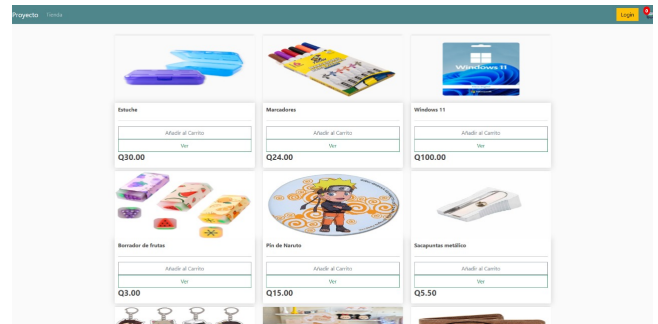 Proyecto Tienda Login 0
Windows 11
Estuche
Marcadores
Windows 11
Añadir al Carrito
Añadir al Carrito
Añadir al Carrito
Ver
Ver
Ver
Q30.00
Q24.00
Q100.00
Borrador de frutas
Pin de Naruto
Sacapuntas metálico
Añadir al Carrito
Añadir al Carrito
Añadir al Carrito
Ver
Ver
Ver
Q3.00
Q15.00
Q5.50